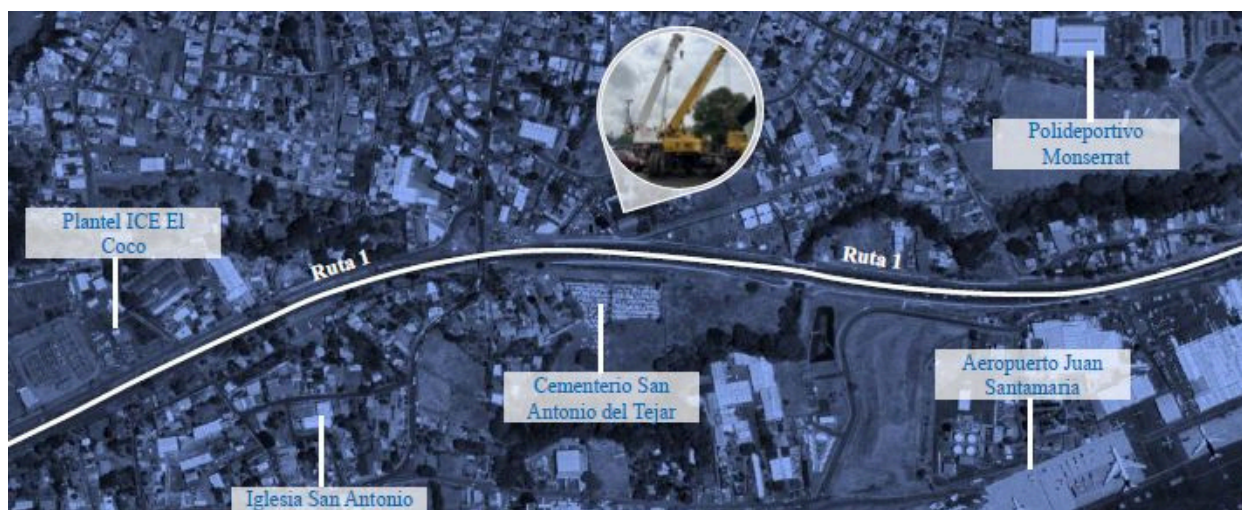 Polideportivo
Monserrat
Plantel ICE El
Coco
Ruta 1
Ruta 1
Cementerio San
Antonio del Tejar
Aeropuerto Juan
Santamaria
Iglesia San Antonio